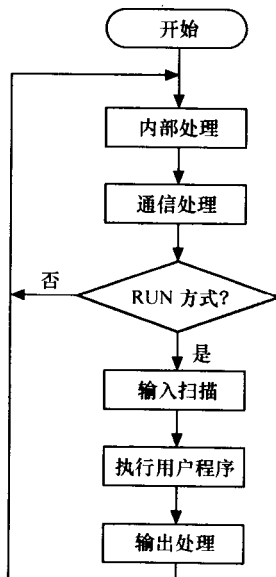 开始
内部处理
通信处理
RUN 方式?
否
是
输入扫描
执行用户程序
输出处理